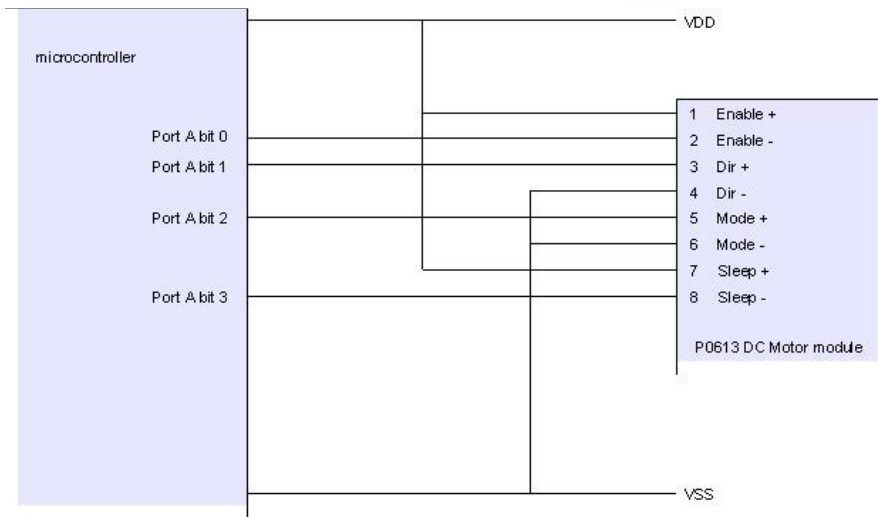 VDD
microcontroller
1 Enable +
Port A bit 0
2 Enable -
Port A bit 1
3 Dir +
4 Dir -
Port A bit 2
5 Mode +
6 Mode -
7 Sleep +
Port A bit 3
8 Sleep -
P0613 DC Motor module
VSS